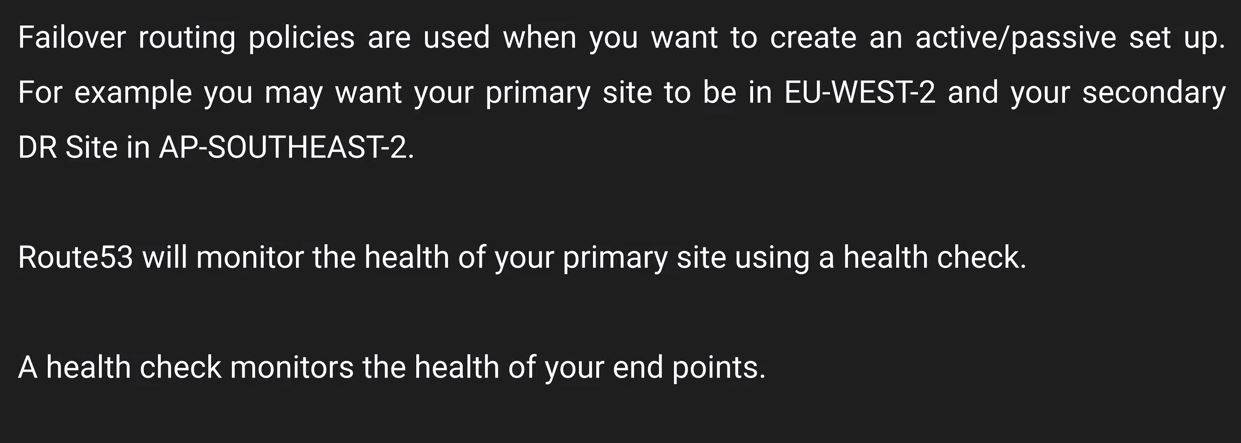 Failover routing policies are used when you want to create an active/passive set up.
For example you may want your primary site to be in EU-WEST-2 and your secondary
DR Site in AP-SOUTHEAST-2.
Route53 will monitor the health of your primary site using a health check.
A health check monitors the health of your end points.